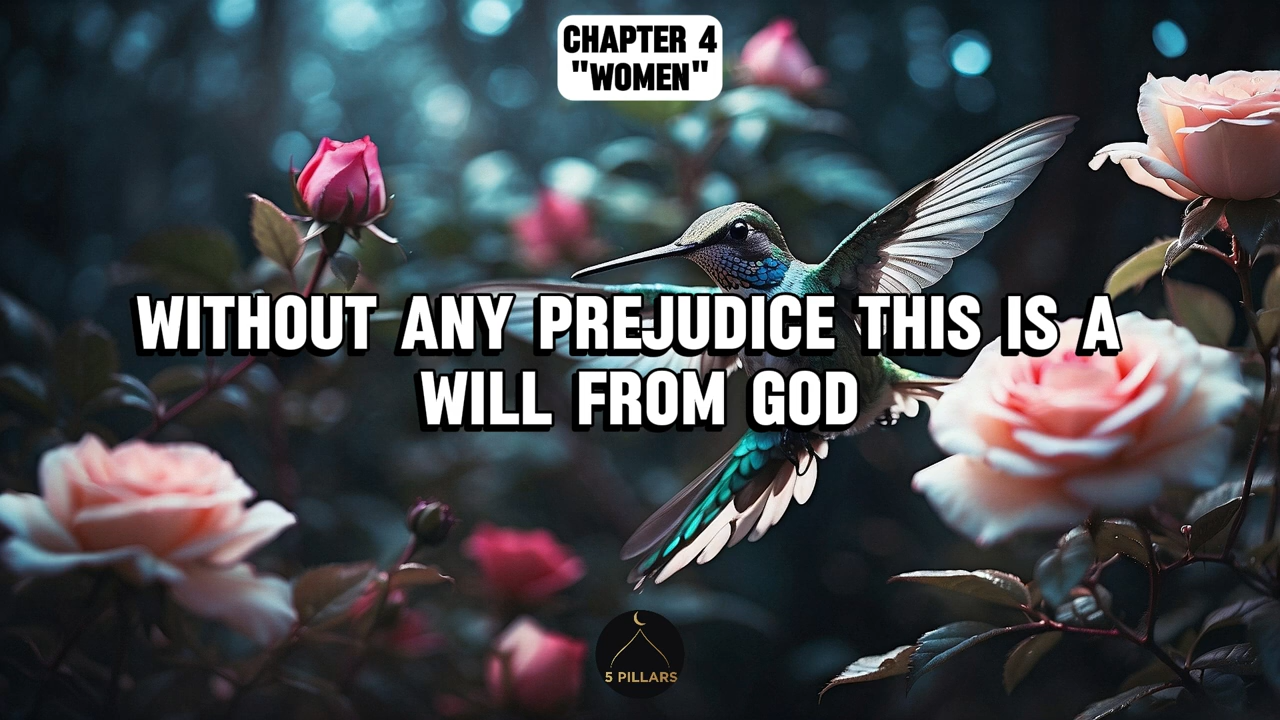 CHAPTER 4
"WOMEN"
WITHOUT ANY PREJUDICE THIS IS A
WILL FROM GOD
5 PILLARS